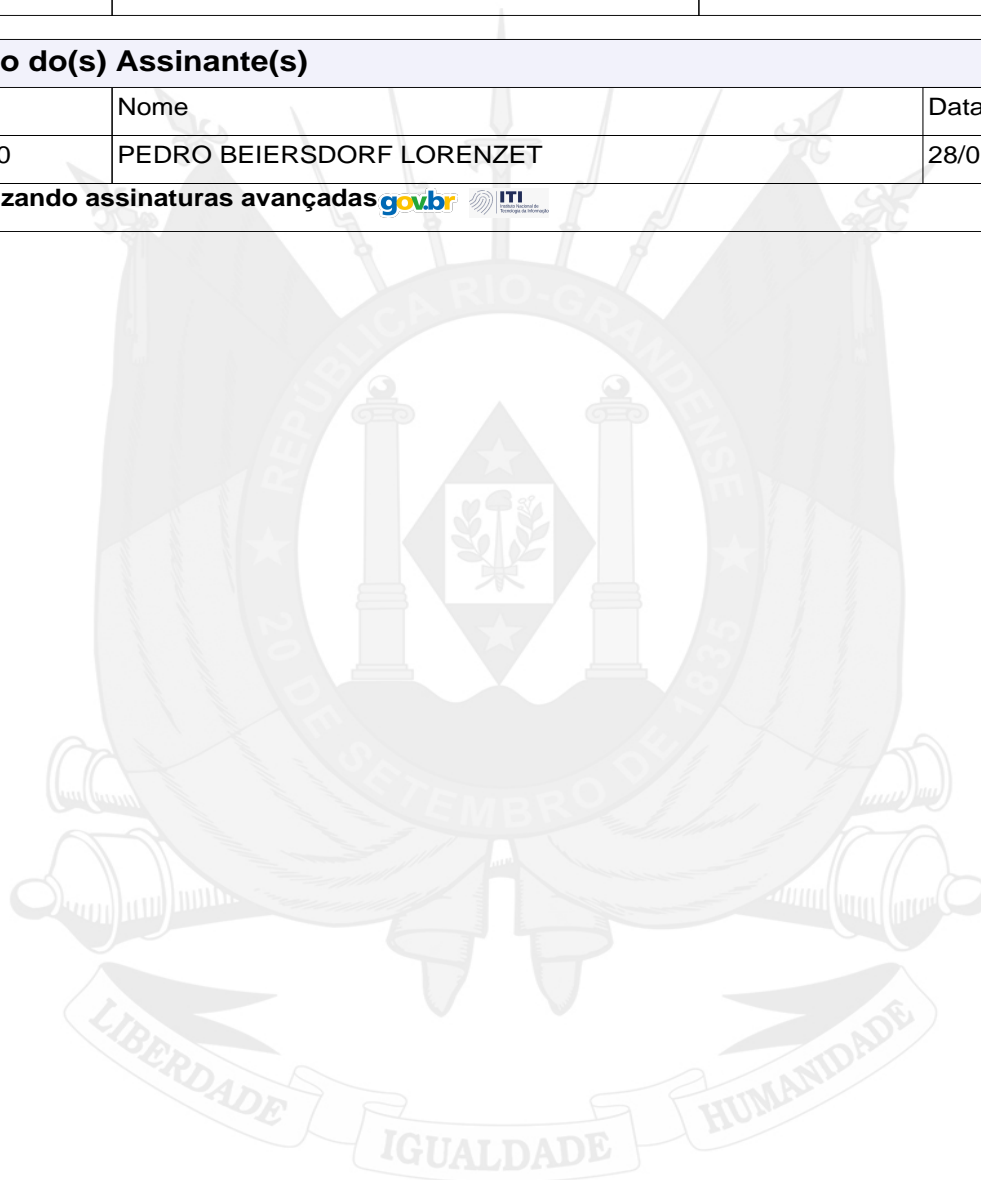 o do(s) Assinante(s)
Nome Data
0 PEDRO BEIERSDORF LORENZET 28/0
zando assinaturas avançadas gov.br ITI
REPÚBLICA RIO-GRANDENSE
20 DE SETEMBRO DE 1835
LIBERDADE IGUALDADE HUMANIDADE